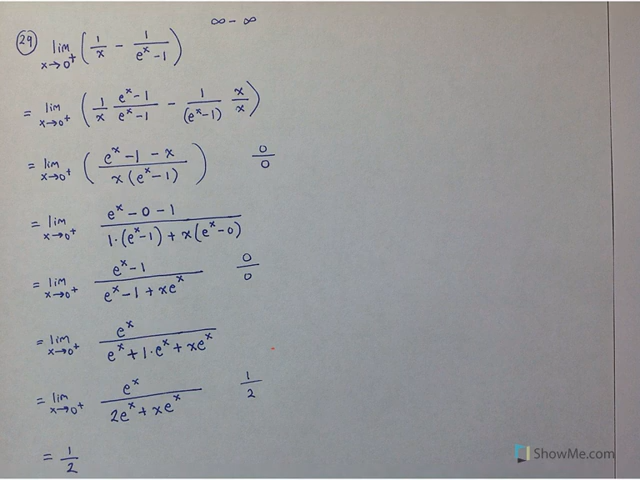 29 lim x→0⁺ (1/x − 1/(eˣ−1)) ∞ − ∞
= lim x→0⁺ (1/x (eˣ−1)/(eˣ−1) − 1/(eˣ−1) x/x)
= lim x→0⁺ ((eˣ−1−x)/(x(eˣ−1))) 0/0
= lim x→0⁺ (eˣ−0−1)/(1·(eˣ−1)+x(eˣ−0))
= lim x→0⁺ (eˣ−1)/(eˣ−1+xeˣ) 0/0
= lim x→0⁺ eˣ/(eˣ+1·eˣ+xeˣ)
= lim x→0⁺ eˣ/(2eˣ+xeˣ) 1/2
= 1/2
ShowMe.com